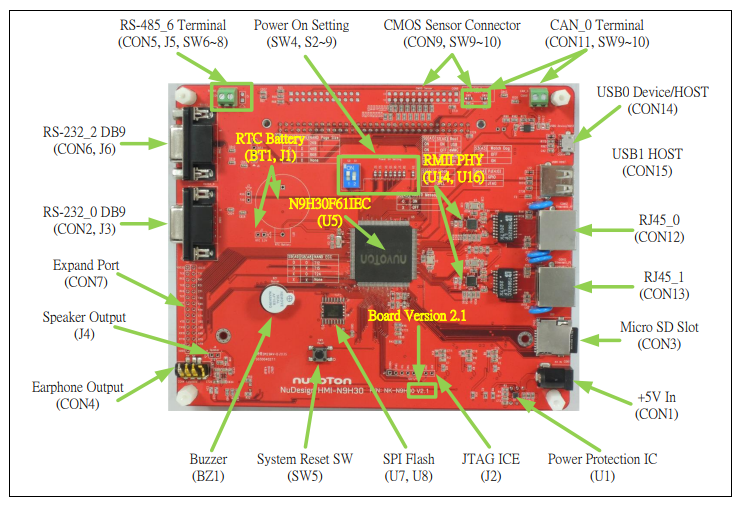 RS-485_6 Terminal
(CON5, J5, SW6~8)
Power On Setting
(SW4, S2~9)
CMOS Sensor Connector
(CON9, SW9~10)
CAN_0 Terminal
(CON11, SW9~10)
USB0 Device/HOST
(CON14)
RS-232_2 DB9
(CON6, J6)
RTC Battery
(BT1, J1)
RMII PHY
(U14, U16)
USB1 HOST
(CON15)
RS-232_0 DB9
(CON2, J3)
N9H30F61IEC
(U5)
RJ45_0
(CON12)
Expand Port
(CON7)
nuvoton
RJ45_1
(CON13)
Speaker Output
(J4)
Board Version 2.1
Micro SD Slot
(CON3)
Earphone Output
(CON4)
nuvoTon
NuDesign HMI-N9H30
P/N: NK-N9H30 V2.1
+5V In
(CON1)
Buzzer
(BZ1)
System Reset SW
(SW5)
SPI Flash
(U7, U8)
JTAG ICE
(J2)
Power Protection IC
(U1)